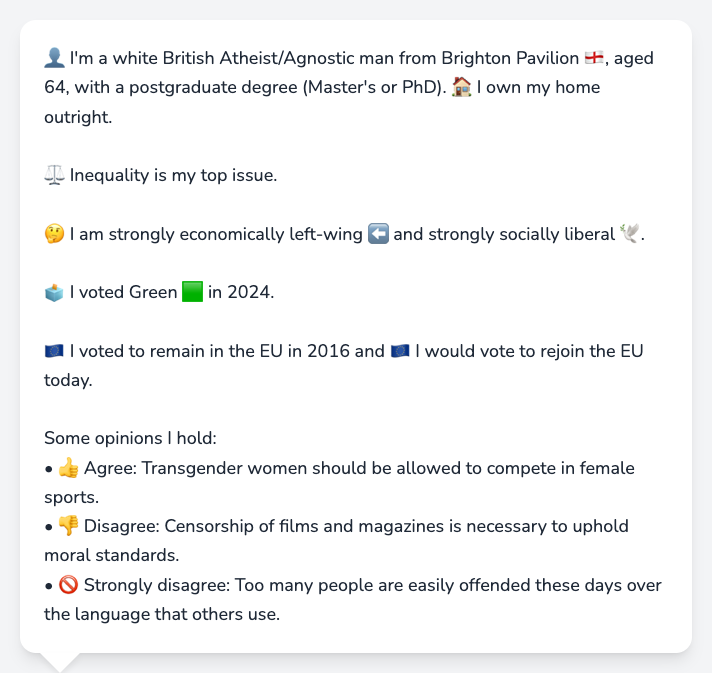 👤 I'm a white British Atheist/Agnostic man from Brighton Pavilion 🏴󠁧󠁢󠁥󠁮󠁧󠁿, aged
64, with a postgraduate degree (Master's or PhD). 🏠 I own my home
outright.
⚖️ Inequality is my top issue.
🤔 I am strongly economically left-wing ⬅️ and strongly socially liberal 🕊️.
🗳️ I voted Green 🟩 in 2024.
🇪🇺 I voted to remain in the EU in 2016 and 🇪🇺 I would vote to rejoin the EU
today.
Some opinions I hold:
• 👍 Agree: Transgender women should be allowed to compete in female
sports.
• 👎 Disagree: Censorship of films and magazines is necessary to uphold
moral standards.
• 🚫 Strongly disagree: Too many people are easily offended these days over
the language that others use.